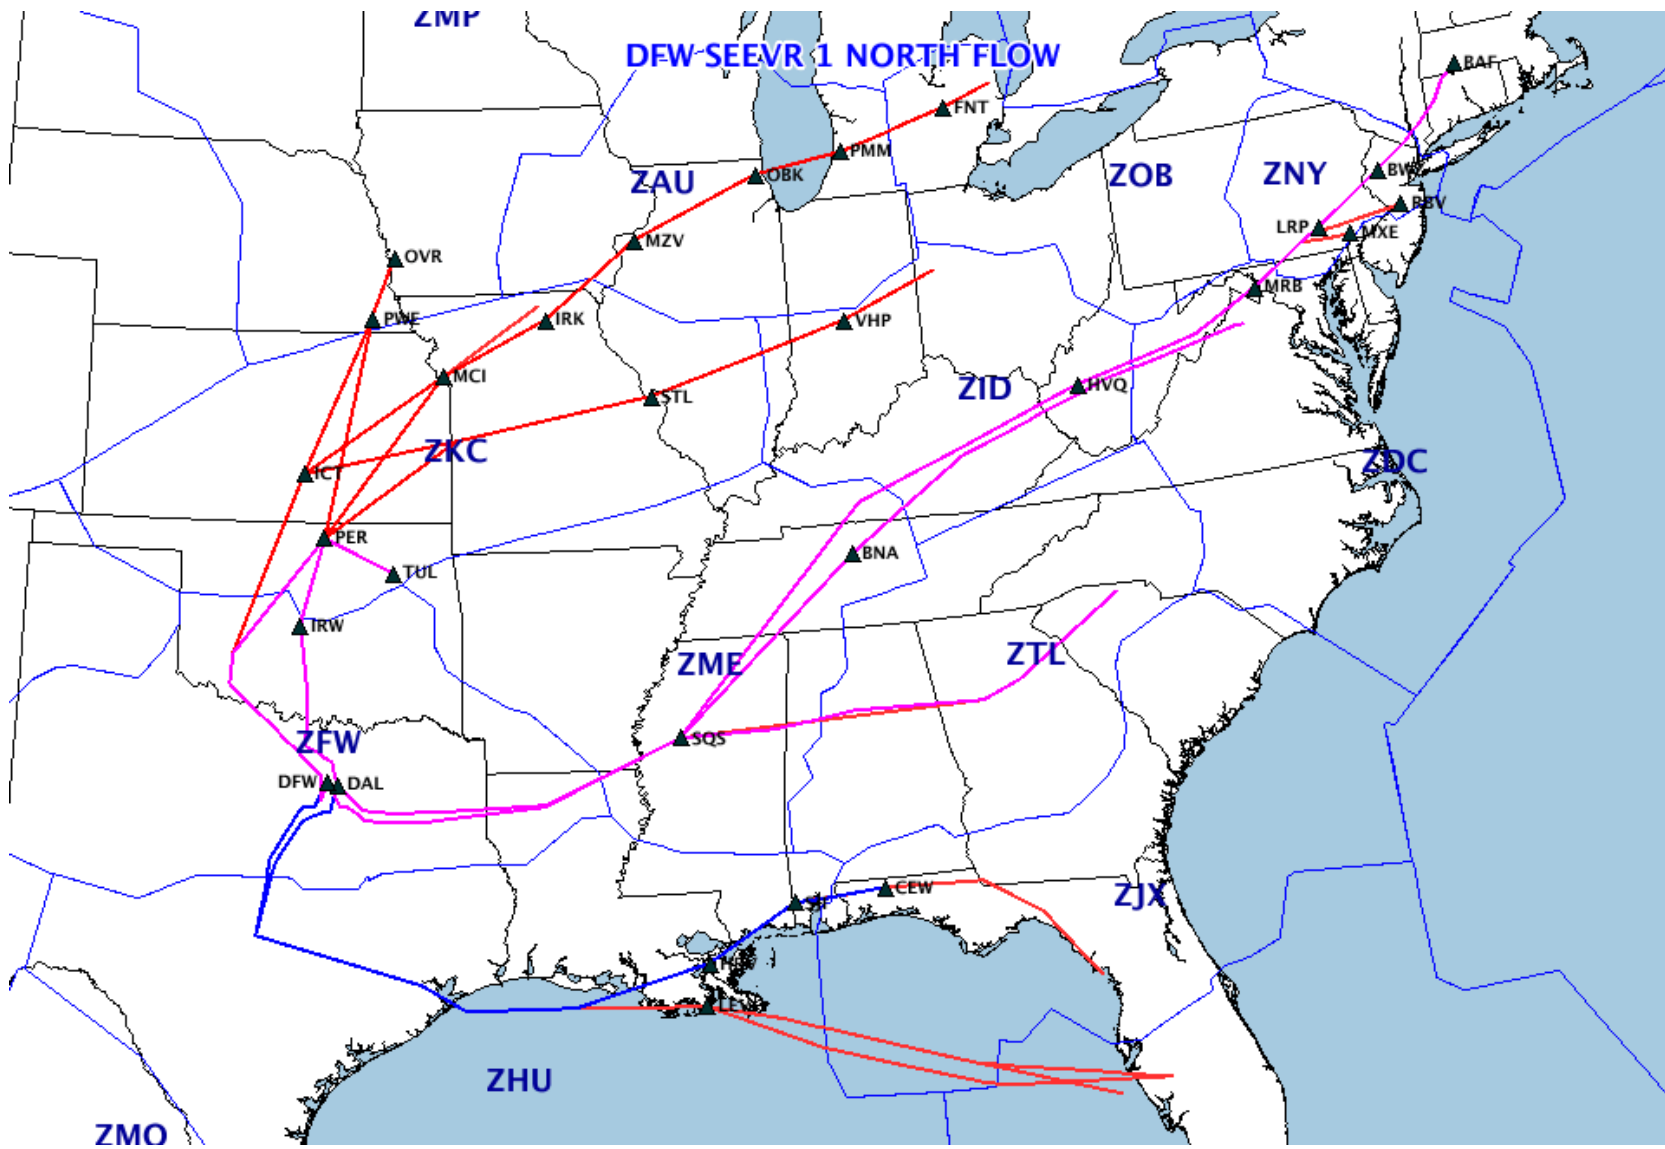 ZMP
DFW SEEVR 1 NORTH FLOW
BAF
FNT
PMM
OBK
ZAU
ZOB
ZNY
BWZ
RBV
LRP
MXE
MZV
OVR
MRB
PWE
IRK
VHP
MCI
HVQ
ZID
STL
ZKC
ICT
ZDC
PER
BNA
TUL
IRW
ZME
ZTL
SQS
ZFW
DFW
DAL
CEW
ZJX
SJI
LEV
ZHU
ZMO